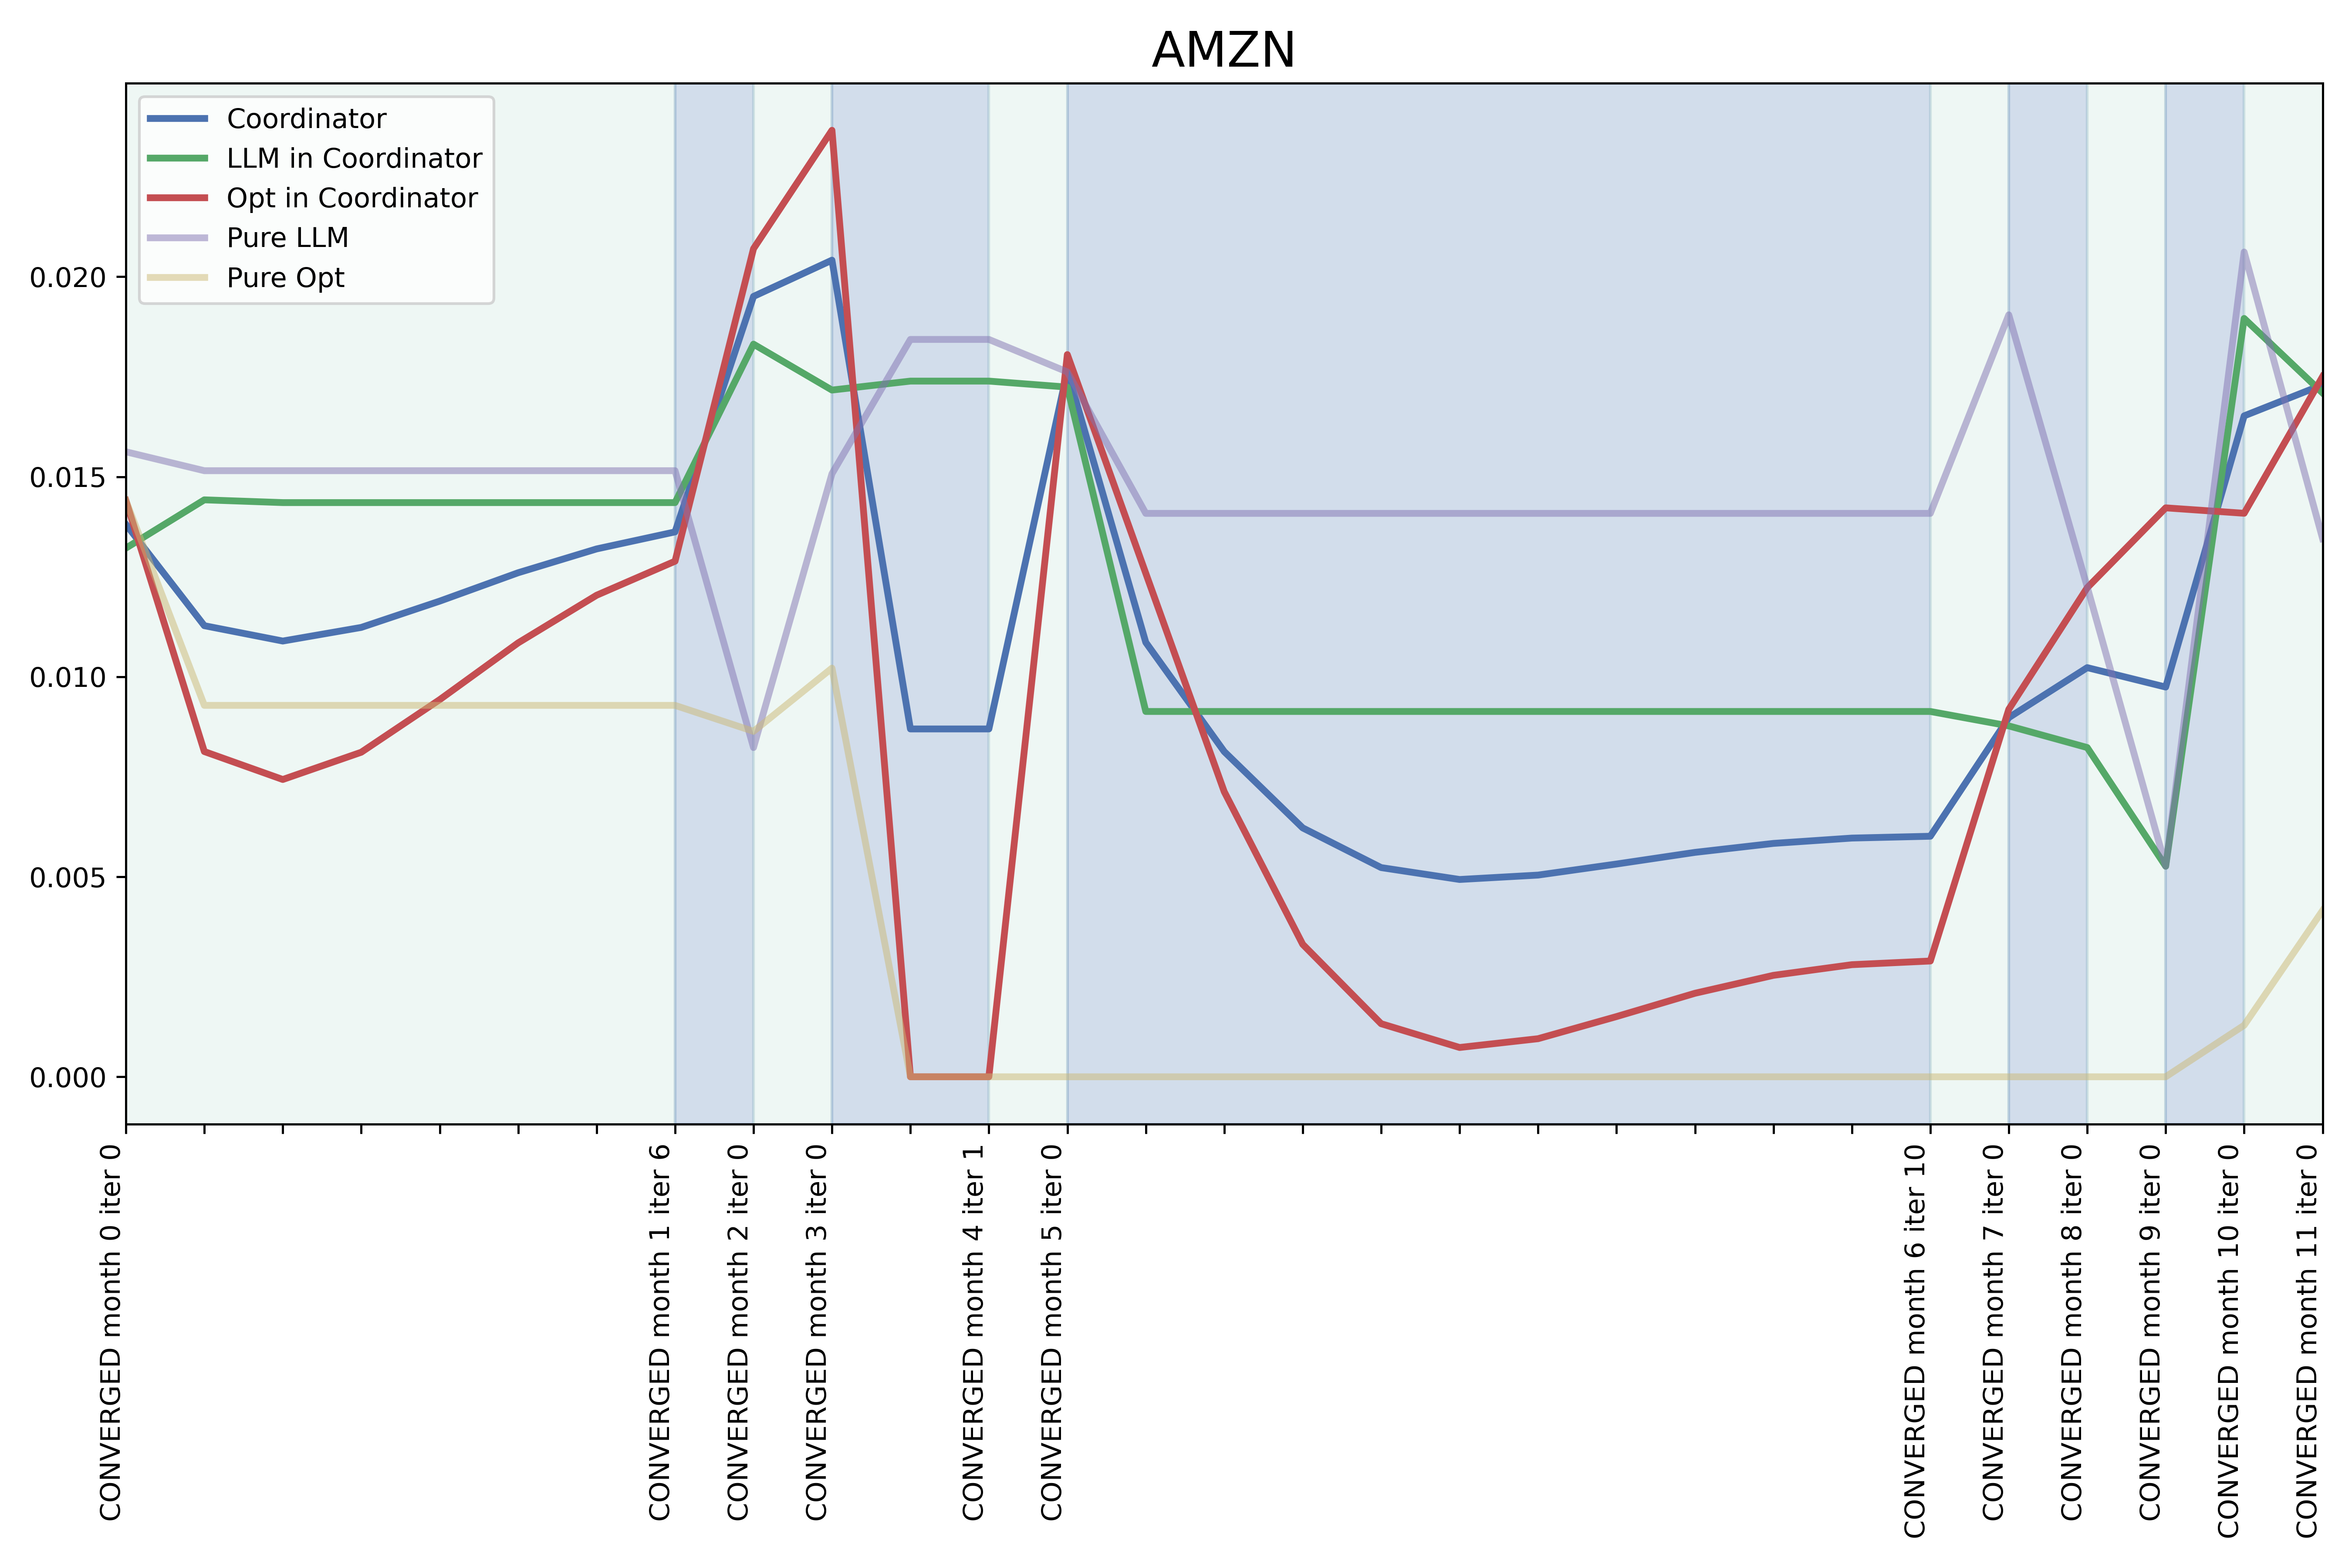 AMZN
Coordinator
LLM in Coordinator
Opt in Coordinator
Pure LLM
Pure Opt
0.020
0.015
0.010
0.005
0.000
CONVERGED month 0 iter 0
CONVERGED month 1 iter 6
CONVERGED month 2 iter 0
CONVERGED month 3 iter 0
CONVERGED month 4 iter 1
CONVERGED month 5 iter 0
CONVERGED month 6 iter 10
CONVERGED month 7 iter 0
CONVERGED month 8 iter 0
CONVERGED month 9 iter 0
CONVERGED month 10 iter 0
CONVERGED month 11 iter 0